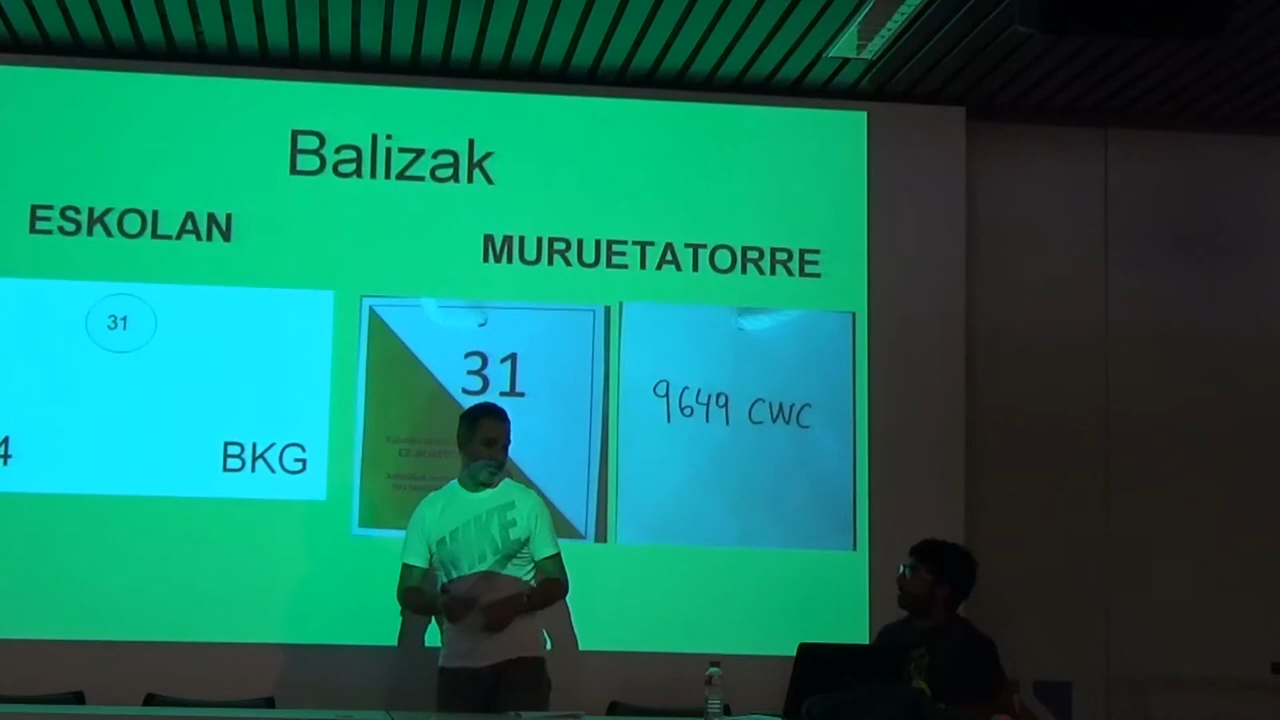 Balizak
ESKOLAN
MURUETATORRE
31
4
BKG
31
9649 CWC
NIKE